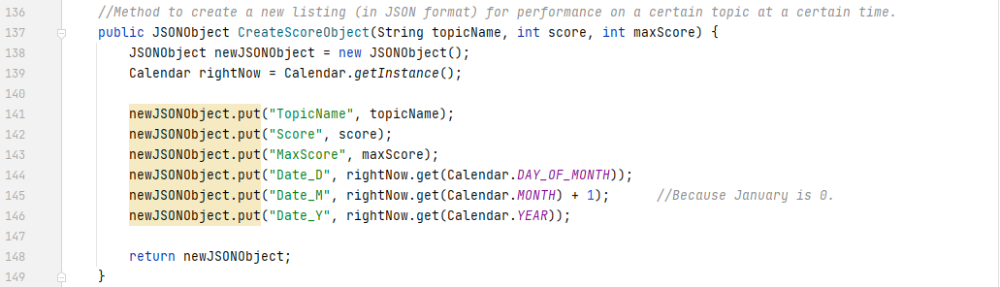 136 //Method to create a new listing (in JSON format) for performance on a certain topic at a certain time.
137 public JSONObject CreateScoreObject(String topicName, int score, int maxScore) {
138 JSONObject newJSONObject = new JSONObject();
139 Calendar rightNow = Calendar.getInstance();
140
141 newJSONObject.put("TopicName", topicName);
142 newJSONObject.put("Score", score);
143 newJSONObject.put("MaxScore", maxScore);
144 newJSONObject.put("Date_D", rightNow.get(Calendar.DAY_OF_MONTH));
145 newJSONObject.put("Date_M", rightNow.get(Calendar.MONTH) + 1); //Because January is 0.
146 newJSONObject.put("Date_Y", rightNow.get(Calendar.YEAR));
147
148 return newJSONObject;
149 }